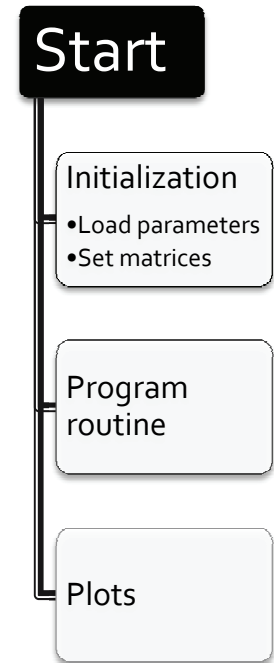 Start
Initialization
•Load parameters
•Set matrices
Program
routine
Plots